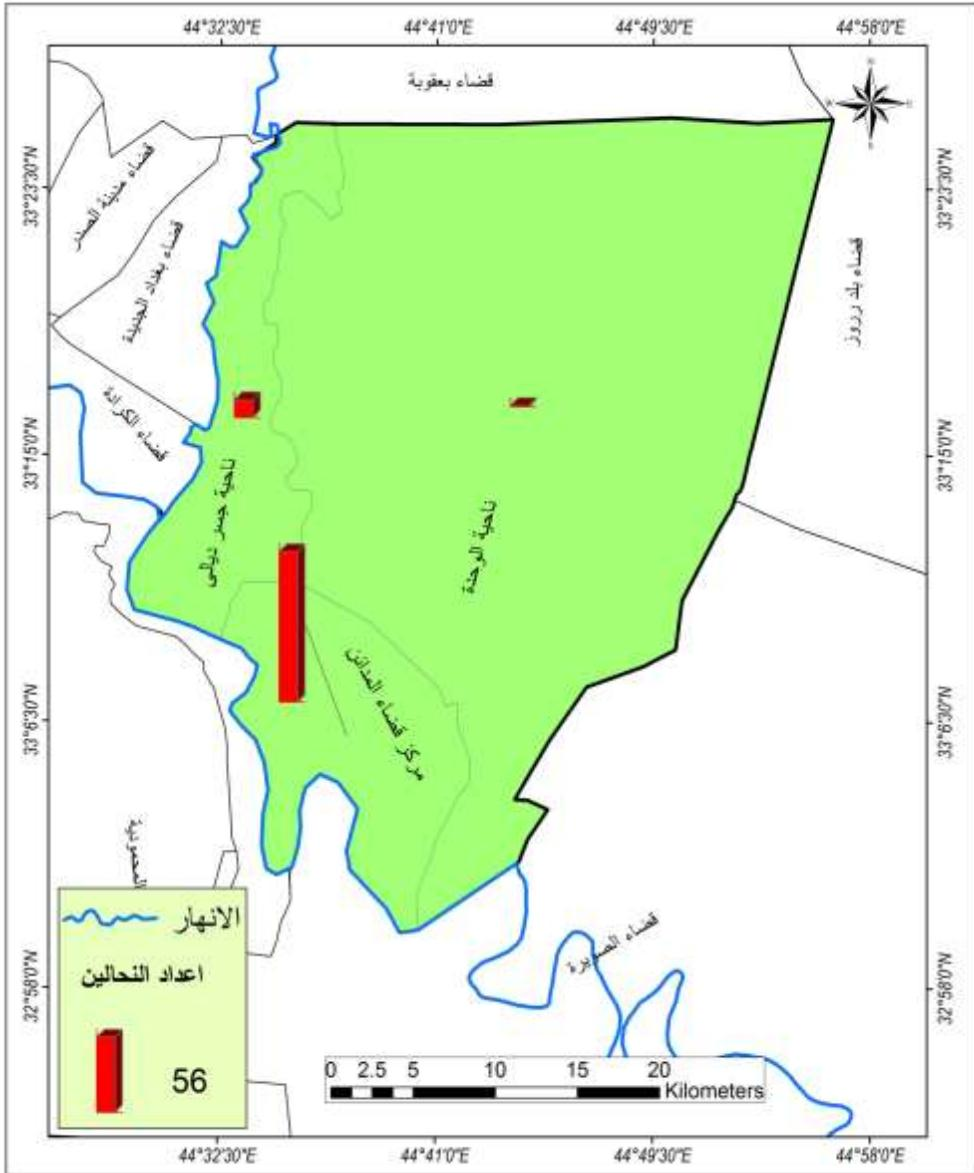 44°32'30"E 44°41'0"E 44°49'30"E 44°58'0"E
قضاء بعقوبة
N
33°23'30"N
33°23'30"N
قضاء مدينة الصدر
قضاء بغداد الجديدة
قضاء بلدروز
قضاء الكرادة
33°15'0"N
33°15'0"N
ناحية جسر ديالى
ناحية الوحدة
مركز قضاء المدائن
33°6'30"N
33°6'30"N
المحمودية
الانهار
قضاء الصويرة
اعداد النحالين
32°58'0"N
32°58'0"N
56
0 2.5 5 10 15 20
Kilometers
44°32'30"E 44°41'0"E 44°49'30"E 44°58'0"E